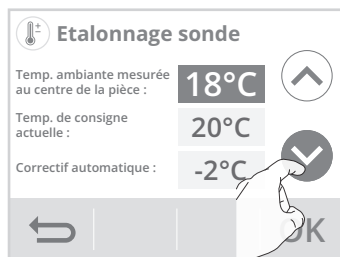 Etalonnage sonde
Temp. ambiante mesurée
au centre de la pièce :
18°C
Temp. de consigne
actuelle :
20°C
Correctif automatique :
-2°C
OK